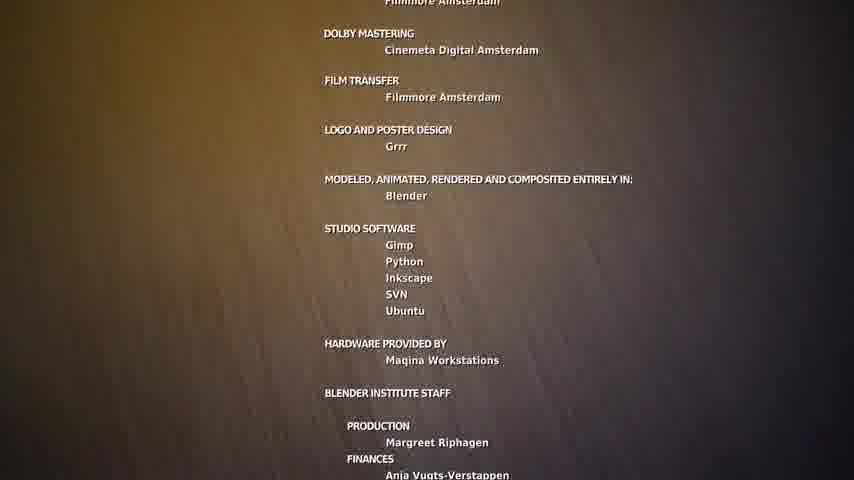 Filmmore Amsterdam
DOLBY MASTERING
Cinemeta Digital Amsterdam
FILM TRANSFER
Filmmore Amsterdam
LOGO AND POSTER DESIGN
Grrr
MODELED, ANIMATED, RENDERED AND COMPOSITED ENTIRELY IN:
Blender
STUDIO SOFTWARE
Gimp
Python
Inkscape
SVN
Ubuntu
HARDWARE PROVIDED BY
Maqina Workstations
BLENDER INSTITUTE STAFF
PRODUCTION
Margreet Riphagen
FINANCES
Anja Vugts-Verstappen